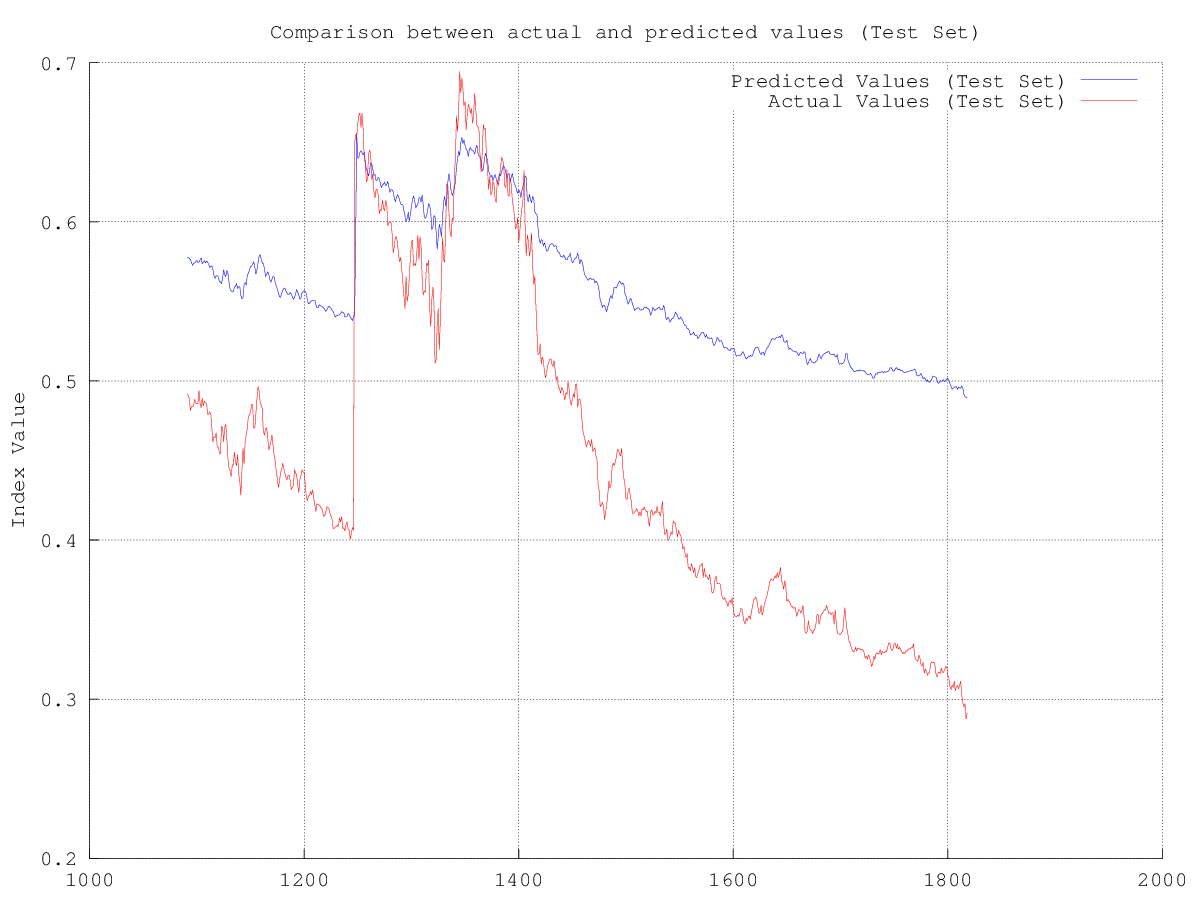 Comparison between actual and predicted values (Test Set)
0.7
Predicted Values (Test Set)
Actual Values (Test Set)
0.6
0.5
Index Value
0.4
0.3
0.2
1000 1200 1400 1600 1800 2000